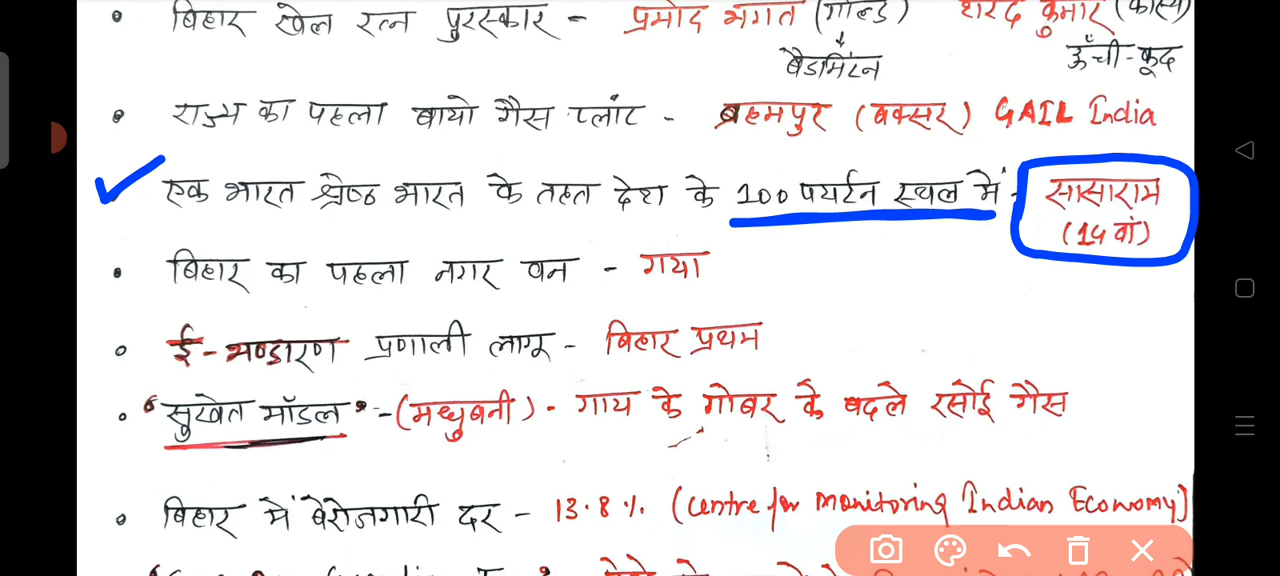 • बिहार खेल रत्न पुरस्कार - प्रमोद भगत (गोल्ड) शरद कुमार (कांस्य)
↓ बैडमिंटन ऊँची-कूद
• राज्य का पहला बायो गैस प्लांट - ब्रहमपुर (बक्सर) GAIL India
एक भारत श्रेष्ठ भारत के तहत देश के 100 पयर्टन स्थल में - सासाराम
(14 वां)
• बिहार का पहला नगर वन - गया
• ई-भण्डारण प्रणाली लागू - बिहार प्रथम
• "सुखेत मॉडल" - (मधुबनी) - गाय के गोबर के बदले रसोई गैस
• बिहार में बेरोजगारी दर - 13.8 % (Centre for monitoring Indian Economy)